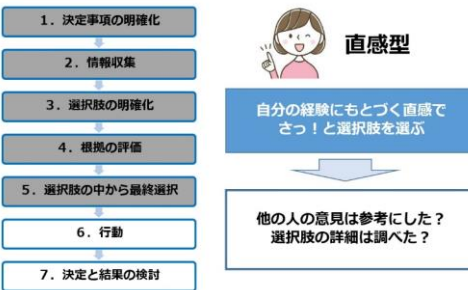 1．決定事項の明確化
2．情報収集
3．選択肢の明確化
4．根拠の評価
5．選択肢の中から最終選択
6．行動
7．決定と結果の検討
直感型
自分の経験にもとづく直感で
さっ！と選択肢を選ぶ
他の人の意見は参考にした？
選択肢の詳細は調べた？